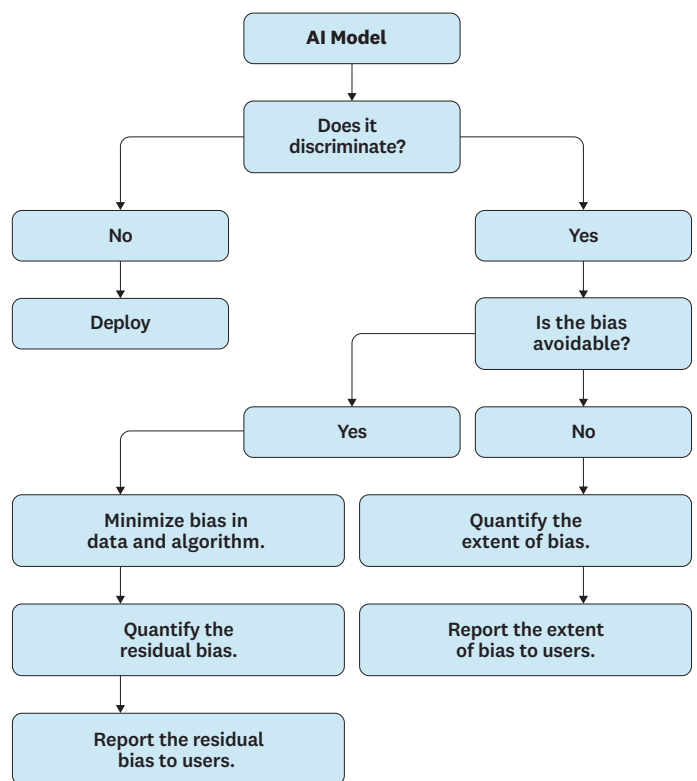 AI Model
Does it
discriminate?
No
Yes
Deploy
Is the bias
avoidable?
Yes
No
Minimize bias in
data and algorithm.
Quantify the
extent of bias.
Quantify the
residual bias.
Report the extent
of bias to users.
Report the residual
bias to users.